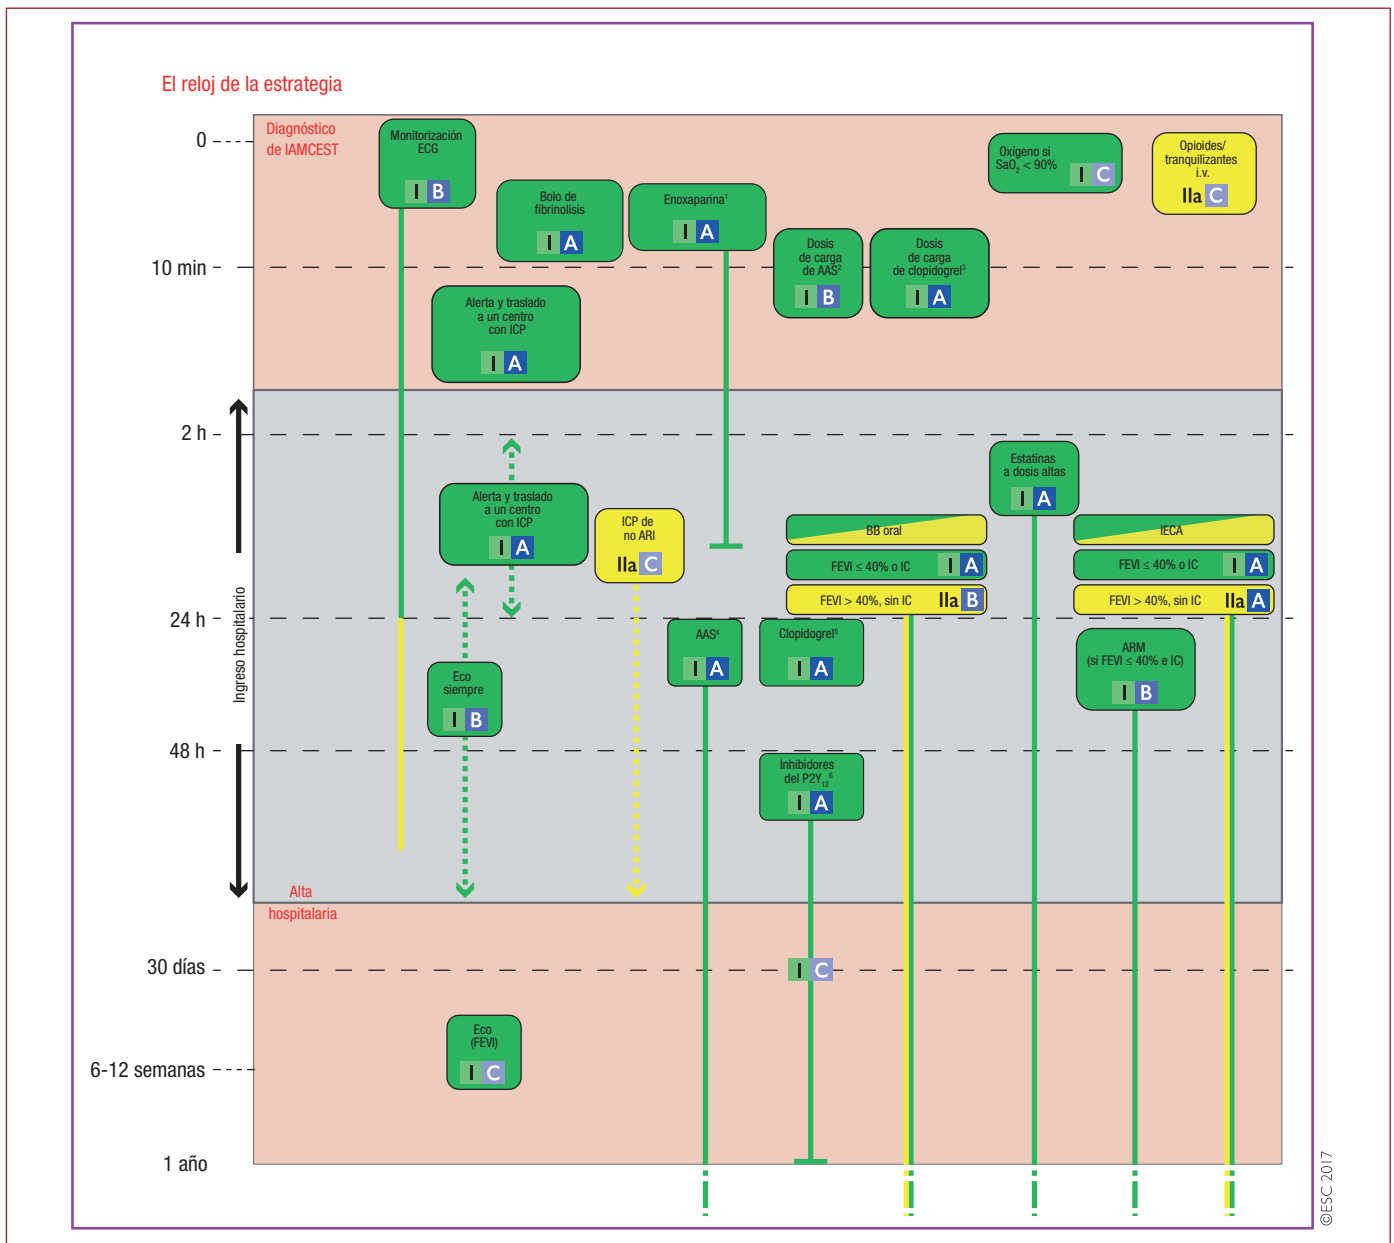 El reloj de la estrategia
0
Diagnóstico
de IAMCEST
Monitorización
ECG
I B
Bolo de
fibrinolisis
I A
Enoxaparina¹
I A
Oxígeno si
SaO₂ < 90%
I C
Opioides/
tranquilizantes
i.v.
IIa C
Dosis
de carga
de AAS²
I B
Dosis
de carga
de clopidogrel³
I A
10 min
Alerta y traslado
a un centro
con ICP
I A
2 h
Alerta y traslado
a un centro
con ICP
I A
ICP de
no ARI
IIa C
Estatinas
a dosis altas
I A
BB oral
FEVI ≤ 40% o IC I A
FEVI > 40%, sin IC IIa B
IECA
FEVI ≤ 40% o IC I A
FEVI > 40%, sin IC IIa A
24 h
Ingreso hospitalario
Eco
siempre
I B
AAS⁴
I A
Clopidogrel⁵
I A
ARM
(si FEVI ≤ 40% e IC)
I B
48 h
Inhibidores
del P2Y₁₂⁶
I A
Alta
hospitalaria
30 días
I C
Eco
(FEVI)
I C
6-12 semanas
1 año
©ESC 2017